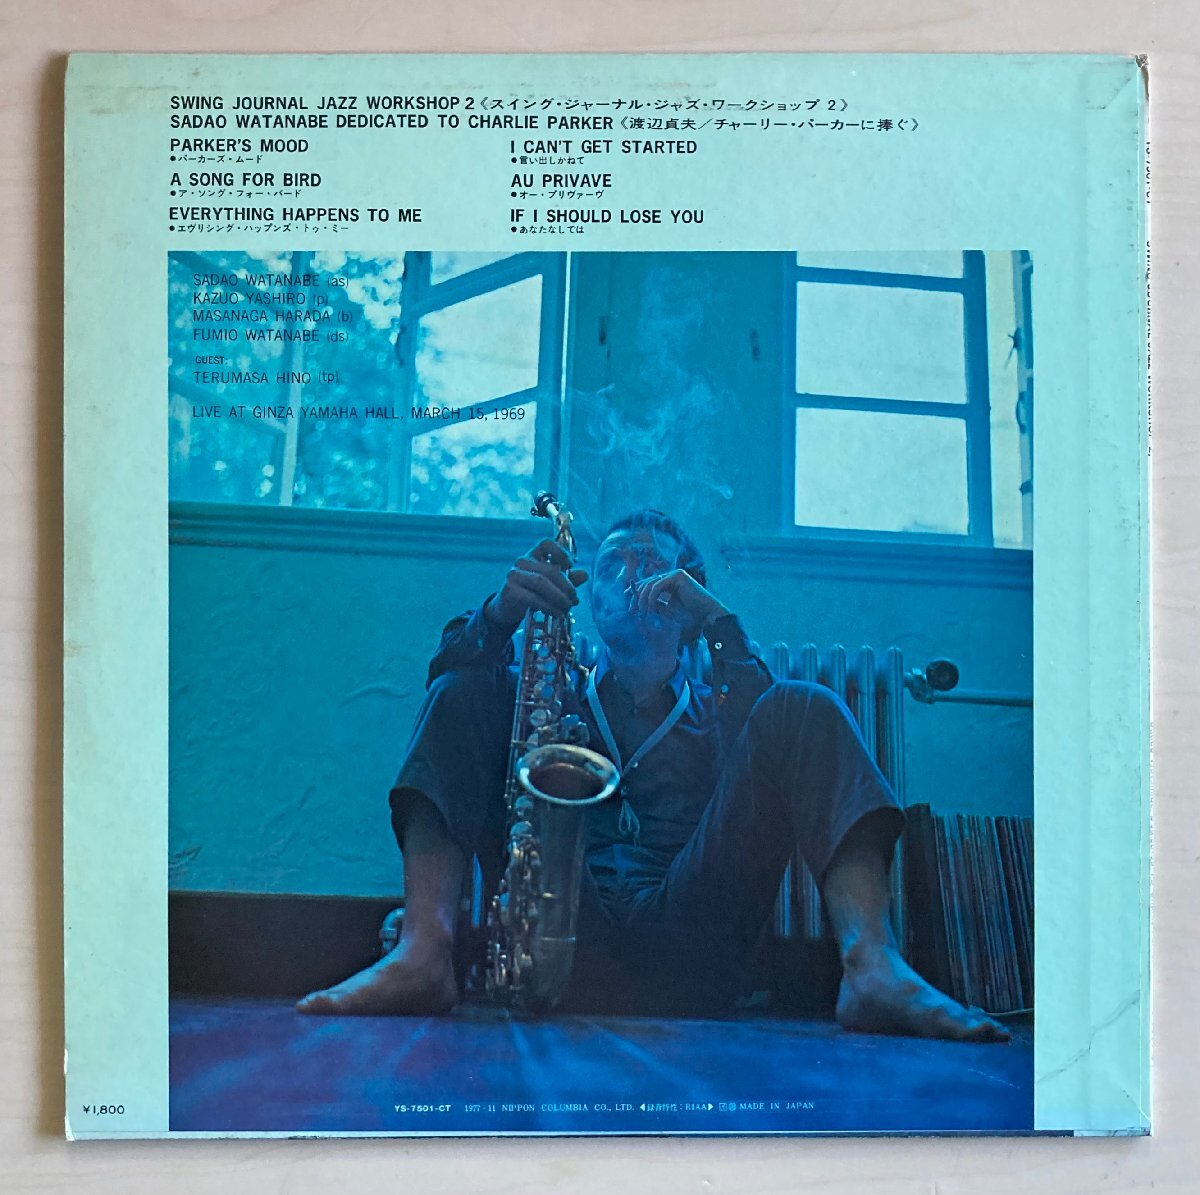 SWING JOURNAL JAZZ WORKSHOP 2《スイング・ジャーナル・ジャズ・ワークショップ 2》
SADAO WATANABE DEDICATED TO CHARLIE PARKER《渡辺貞夫／チャーリー・パーカーに捧ぐ》
PARKER'S MOOD
●パーカーズ・ムード
A SONG FOR BIRD
●ア・ソング・フォー・バード
EVERYTHING HAPPENS TO ME
●エヴリシング・ハップンズ・トゥ・ミー
I CAN'T GET STARTED
●言い出しかねて
AU PRIVAVE
●オー・プリヴァーヴ
IF I SHOULD LOSE YOU
●あなたなしては
SADAO WATANABE (as)
KAZUO YASHIRO (p)
MASANAGA HARADA (b)
FUMIO WATANABE (ds)
GUEST:
TERUMASA HINO (tp)
LIVE AT GINZA YAMAHA HALL, MARCH 15, 1969
¥1,800
YS-7501-CT 1977・11 NIPPON COLUMBIA CO., LTD. ◀録音特性：RIAA▶ MADE IN JAPAN